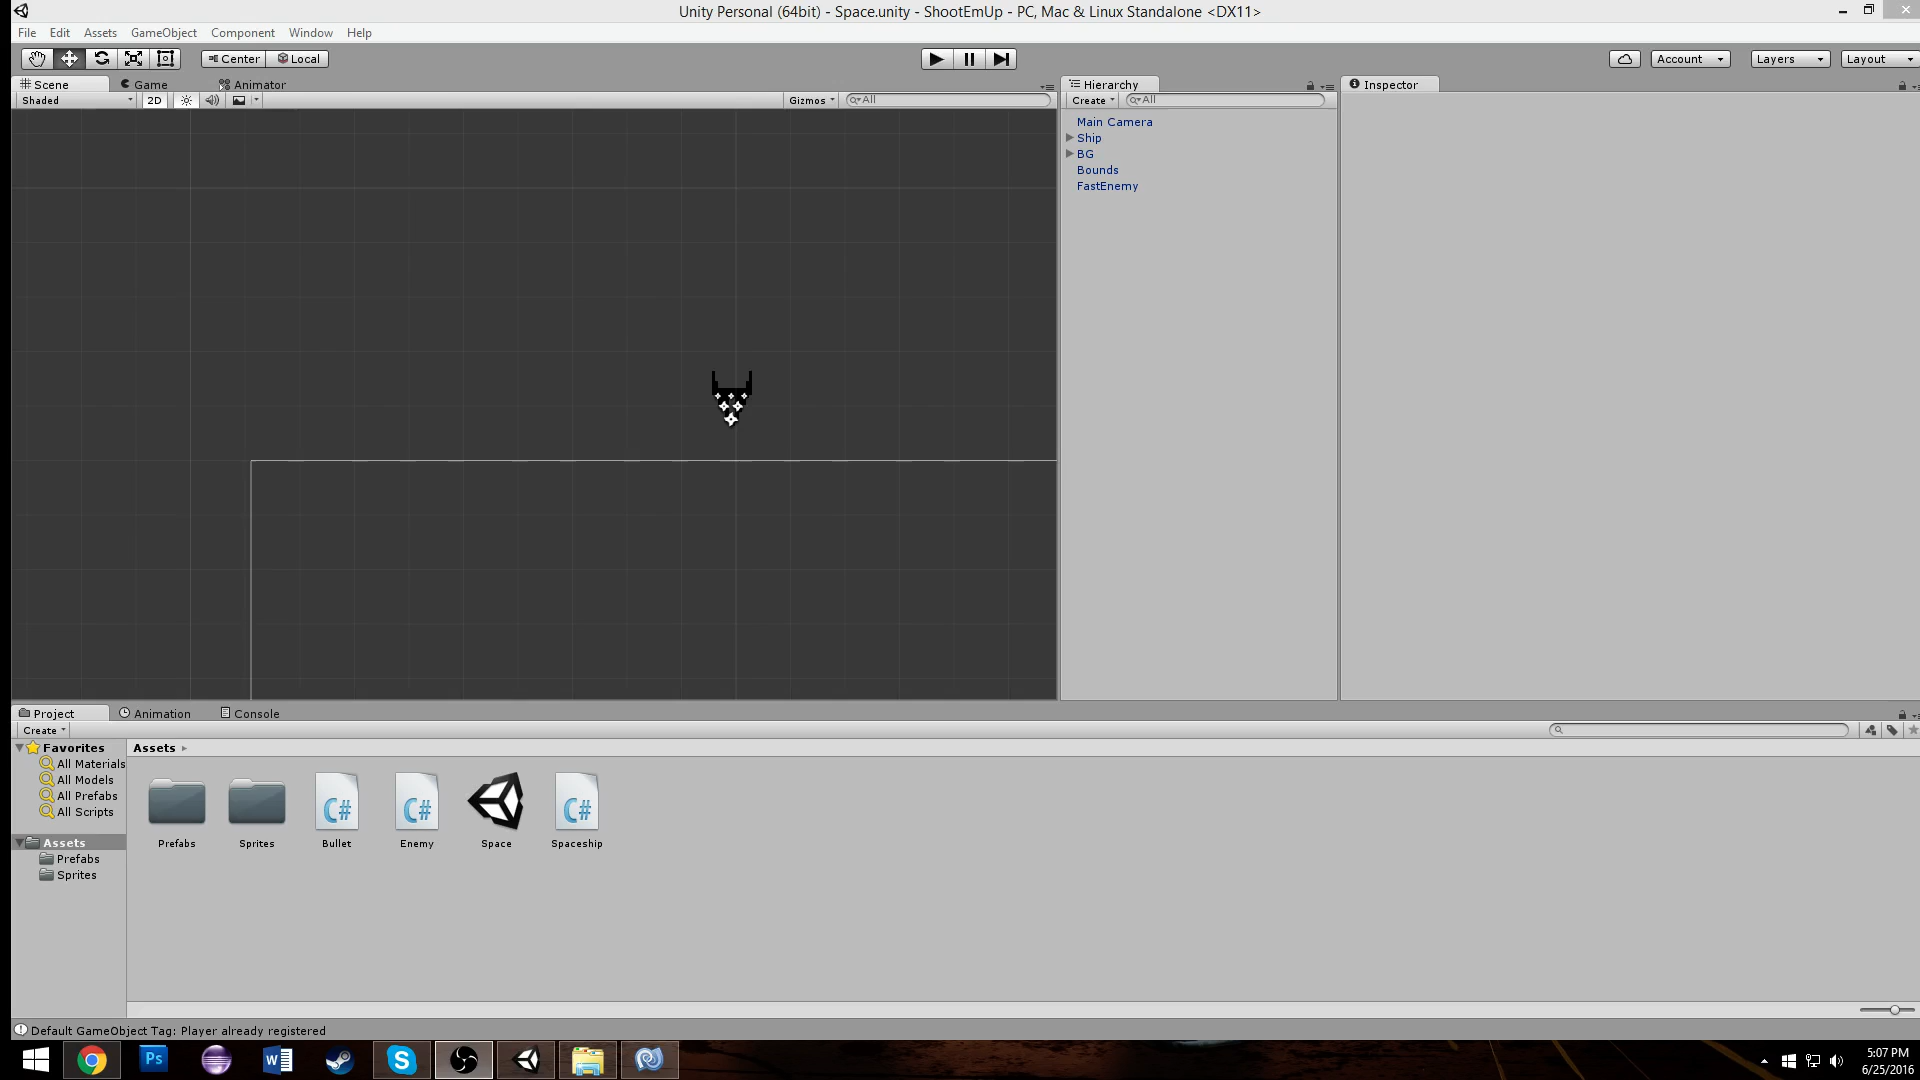 Unity Personal (64bit) - Space.unity - ShootEmUp - PC, Mac & Linux Standalone <DX11>
File Edit Assets GameObject Component Window Help
Center Local Account Layers Layout
Scene Game Animator Hierarchy Inspector
Shaded 2D Gizmos All Create All
Main Camera
Ship
BG
Bounds
FastEnemy
Project Animation Console
Create
Favorites
All Materials
All Models
All Prefabs
All Scripts
Assets
Prefabs
Sprites
Assets
C# C# C#
Prefabs Sprites Bullet Enemy Space Spaceship
Default GameObject Tag: Player already registered
Ps W S
5:07 PM
6/25/2016